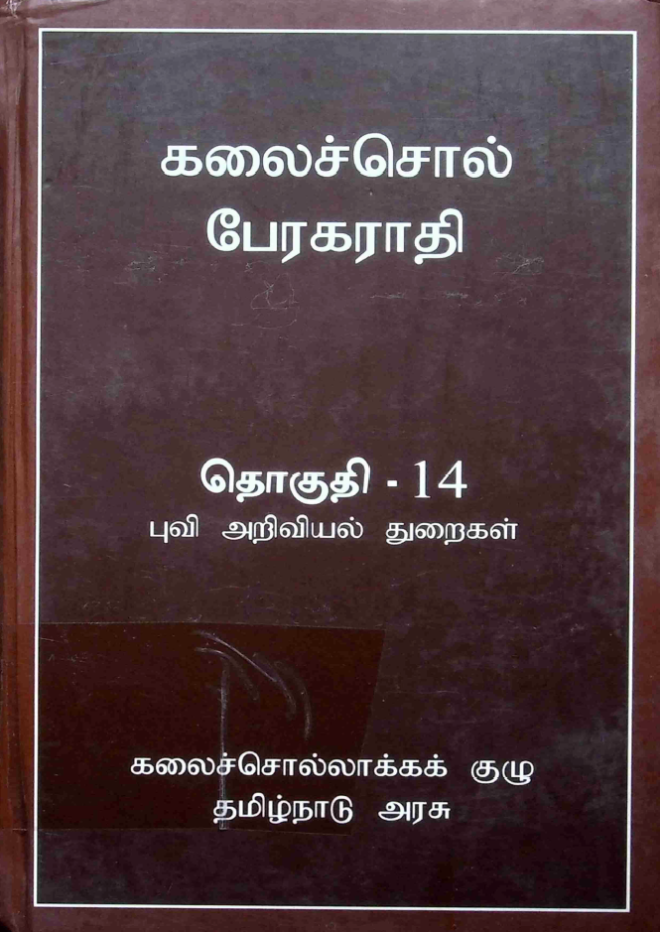 கலைச்சொல்
பேரகராதி
தொகுதி - 14
புவி அறிவியல் துறைகள்
கலைச்சொல்லாக்கக் குழு
தமிழ்நாடு அரசு